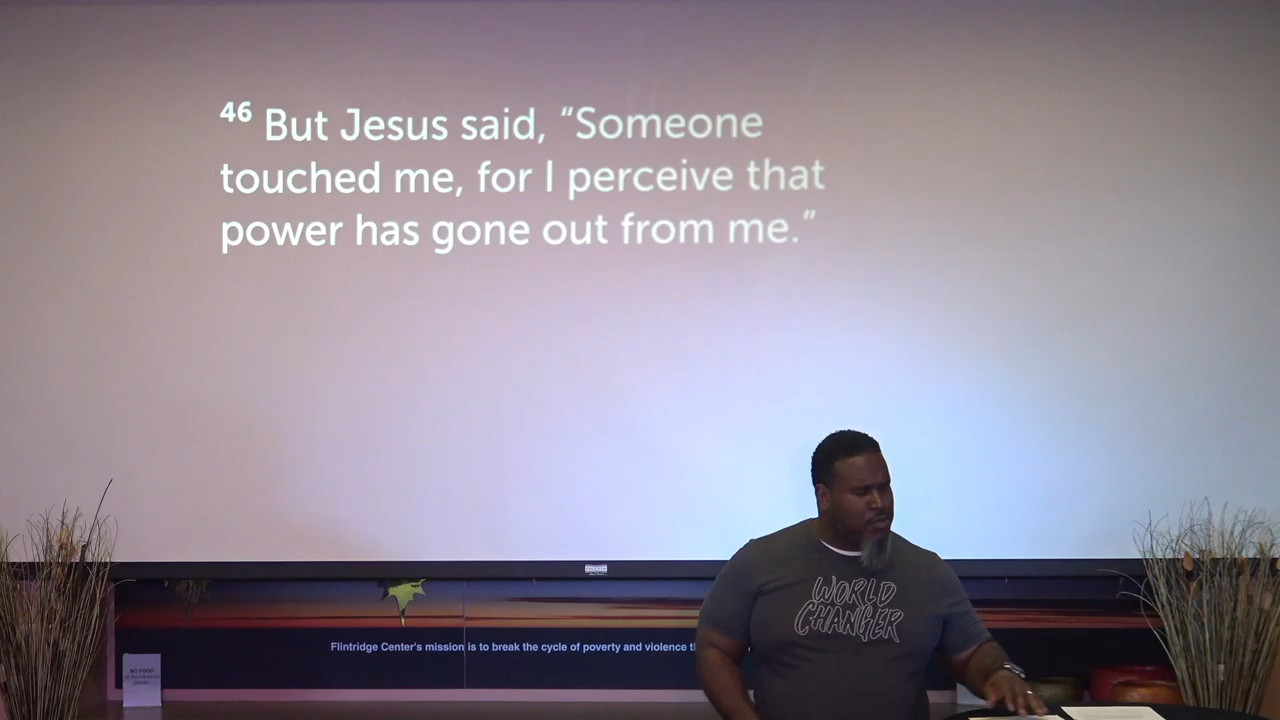 46 But Jesus said, “Someone
touched me, for I perceive that
power has gone out from me.”
WORLD
CHANGER
Flintridge Center's mission is to break the cycle of poverty and violence
NO FOOD